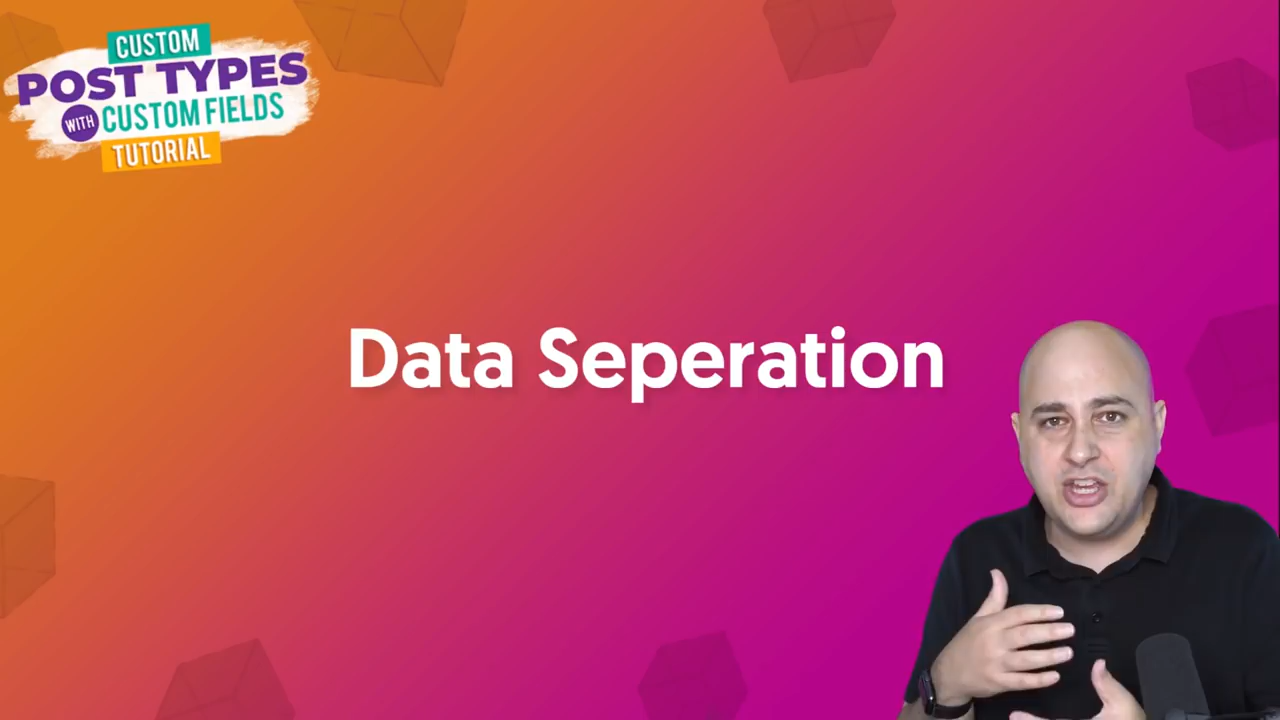 CUSTOM
POST TYPES
WITH CUSTOM FIELDS
TUTORIAL
Data Seperation